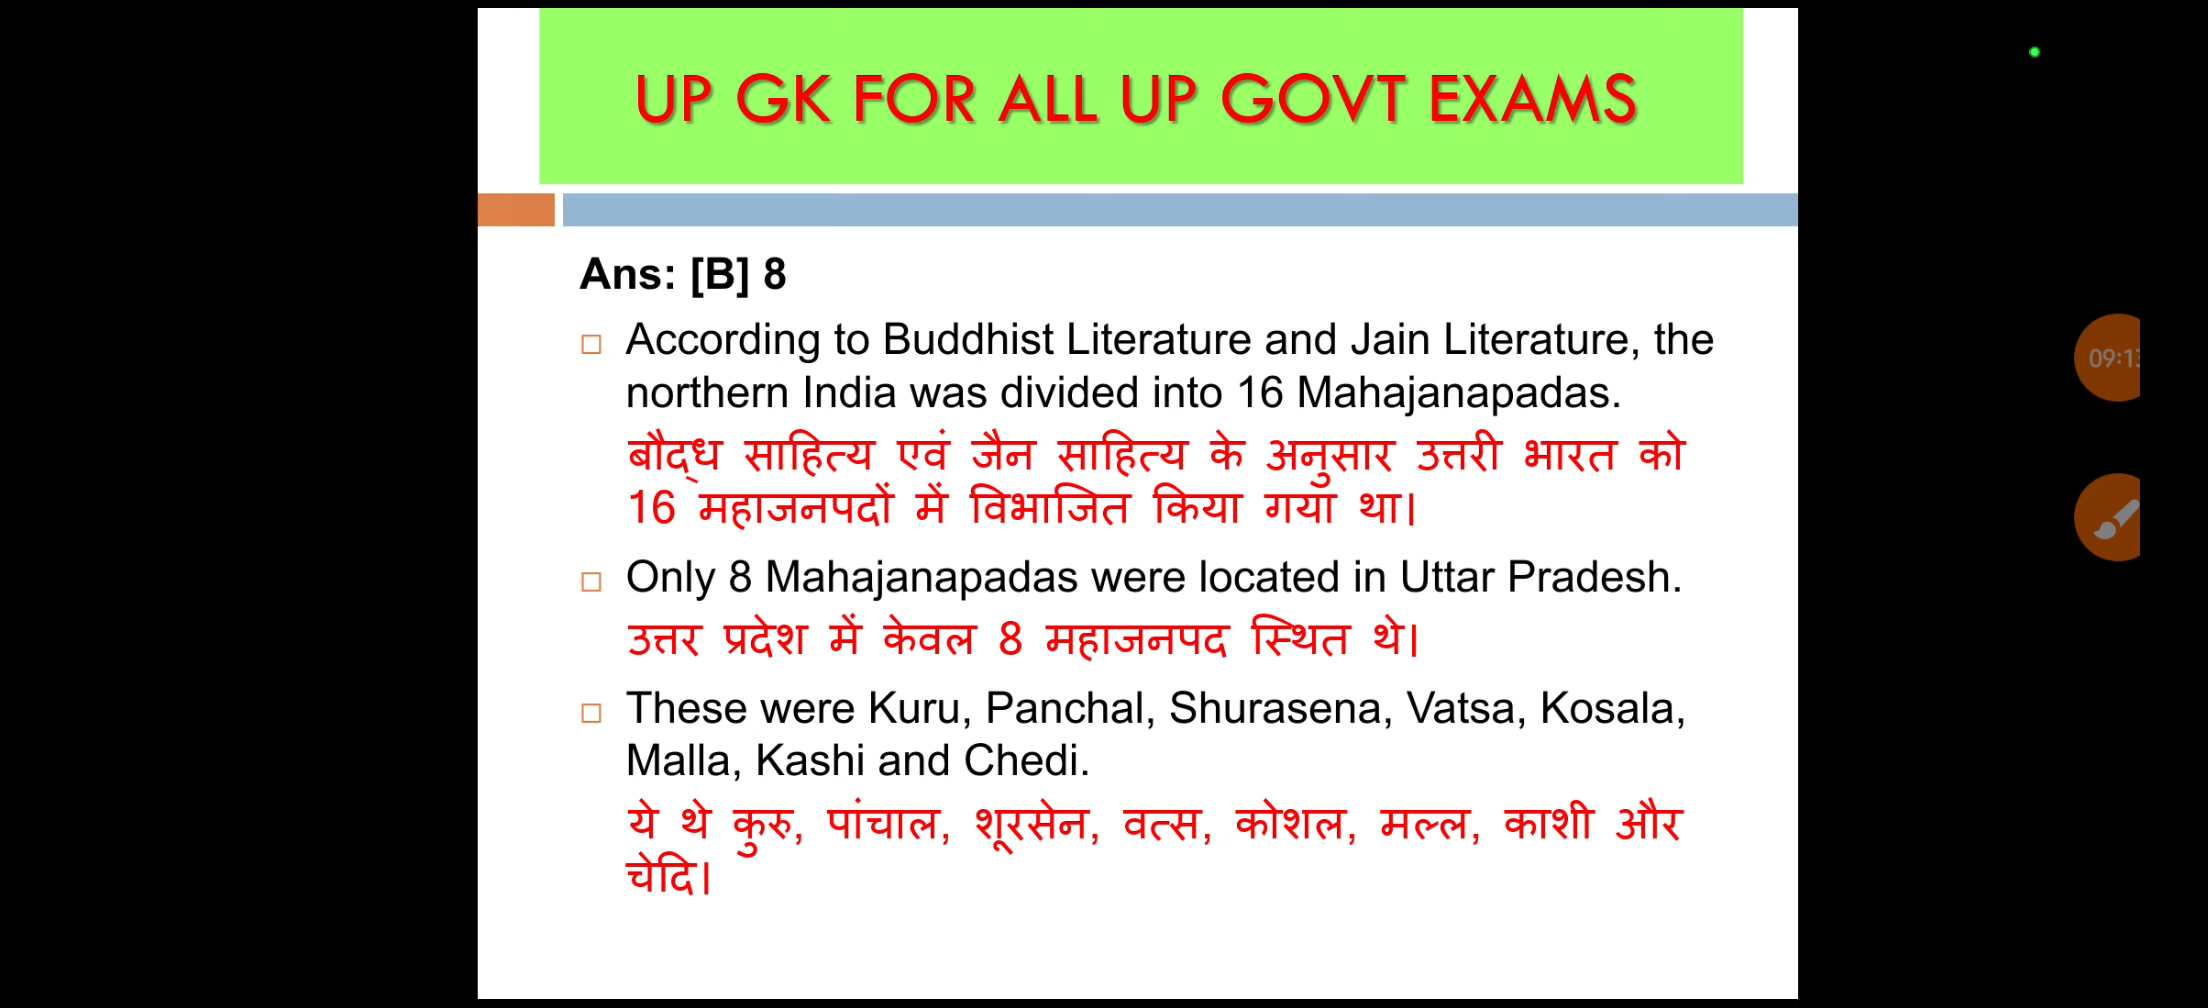 UP GK FOR ALL UP GOVT EXAMS
Ans: [B] 8
According to Buddhist Literature and Jain Literature, the
northern India was divided into 16 Mahajanapadas.
बौद्ध साहित्य एवं जैन साहित्य के अनुसार उत्तरी भारत को
16 महाजनपदों में विभाजित किया गया था।
Only 8 Mahajanapadas were located in Uttar Pradesh.
उत्तर प्रदेश में केवल 8 महाजनपद स्थित थे।
These were Kuru, Panchal, Shurasena, Vatsa, Kosala,
Malla, Kashi and Chedi.
ये थे कुरु, पांचाल, शूरसेन, वत्स, कोशल, मल्ल, काशी और
चेदि।